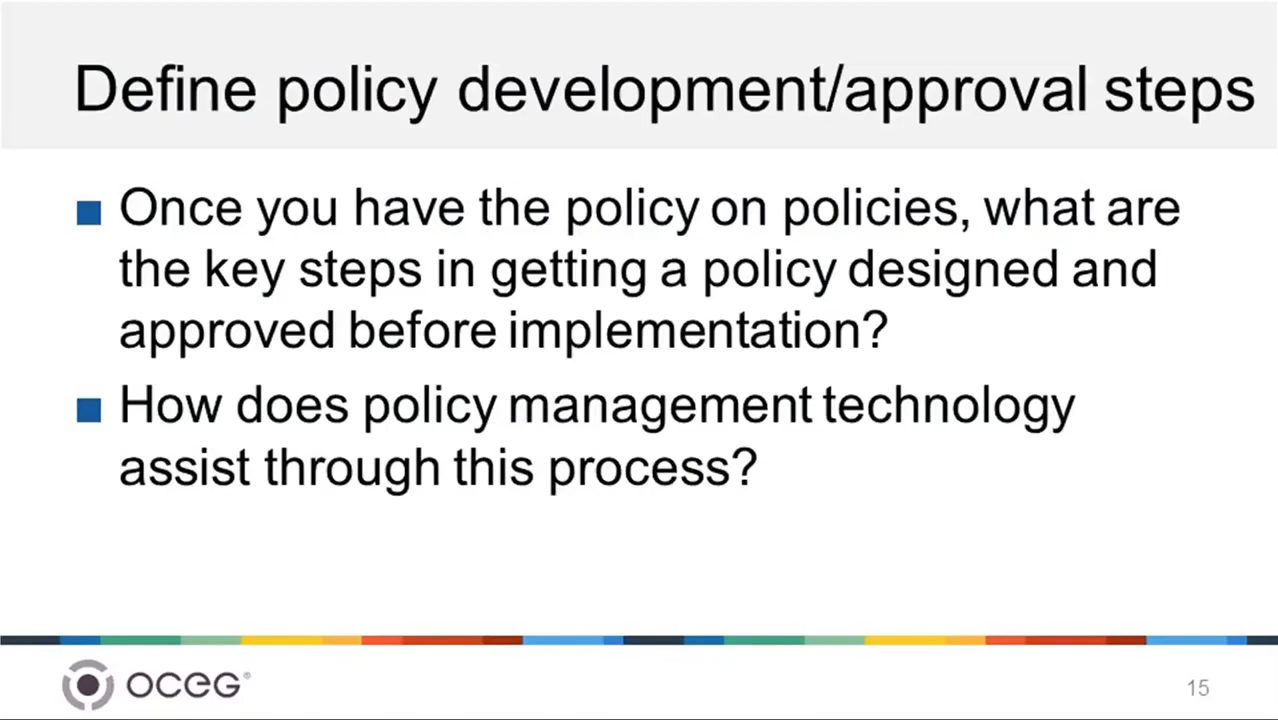 Define policy development/approval steps
■ Once you have the policy on policies, what are
the key steps in getting a policy designed and
approved before implementation?
■ How does policy management technology
assist through this process?
OCEG®
15